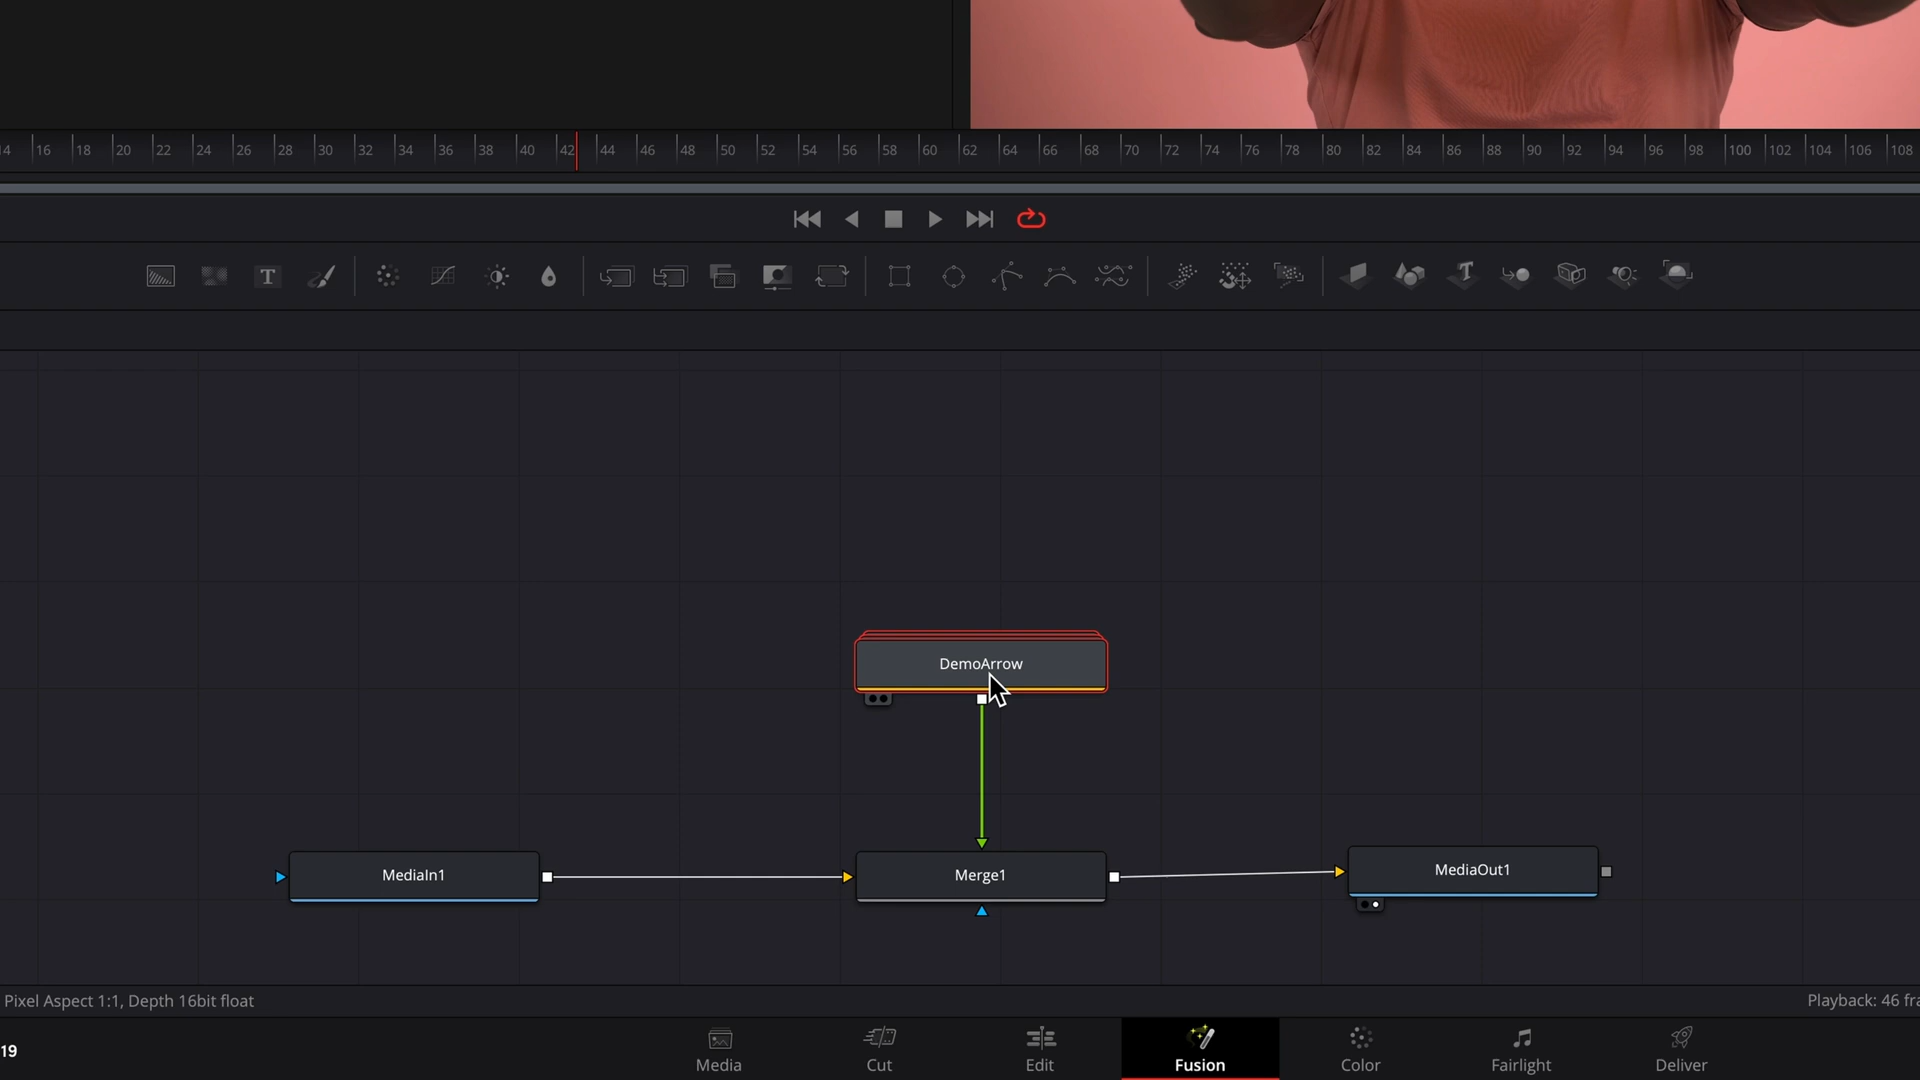 14 16 18 20 22 24 26 28 30 32 34 36 38 40 42 44 46 48 50 52 54 56 58 60 62 64 66 68 70 72 74 76 78 80 82 84 86 88 90 92 94 96 98 100 102 104 106 108
T
DemoArrow
MediaIn1
Merge1
MediaOut1
Pixel Aspect 1:1, Depth 16bit float
Playback: 46 fra
19
Media
Cut
Edit
Fusion
Color
Fairlight
Deliver